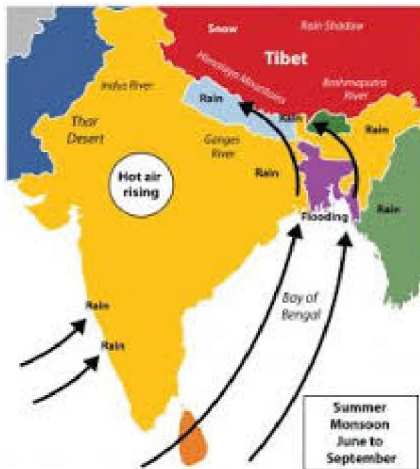 Snow
Rain Shadow
Tibet
Himalaya Mountains
Brahmaputra
River
Indus River
Rain
Rain
Rain
Thar
Desert
Ganges
River
Hot air
rising
Rain
Rain
Flooding
Rain
Rain
Bay of
Bengal
Summer
Monsoon
June to
September